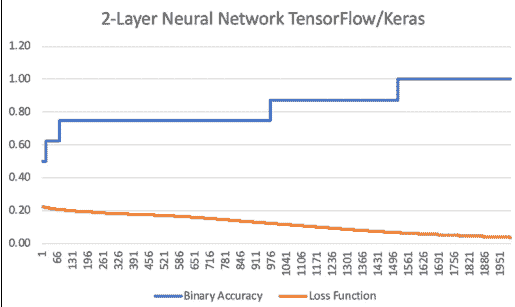 2-Layer Neural Network TensorFlow/Keras
1.20
1.00
0.80
0.60
0.40
0.20
0.00
1 66 131 196 261 326 391 456 521 586 651 716 781 846 911 976 1041 1106 1171 1236 1301 1366 1431 1496 1561 1626 1691 1756 1821 1886 1951
Binary Accuracy Loss Function